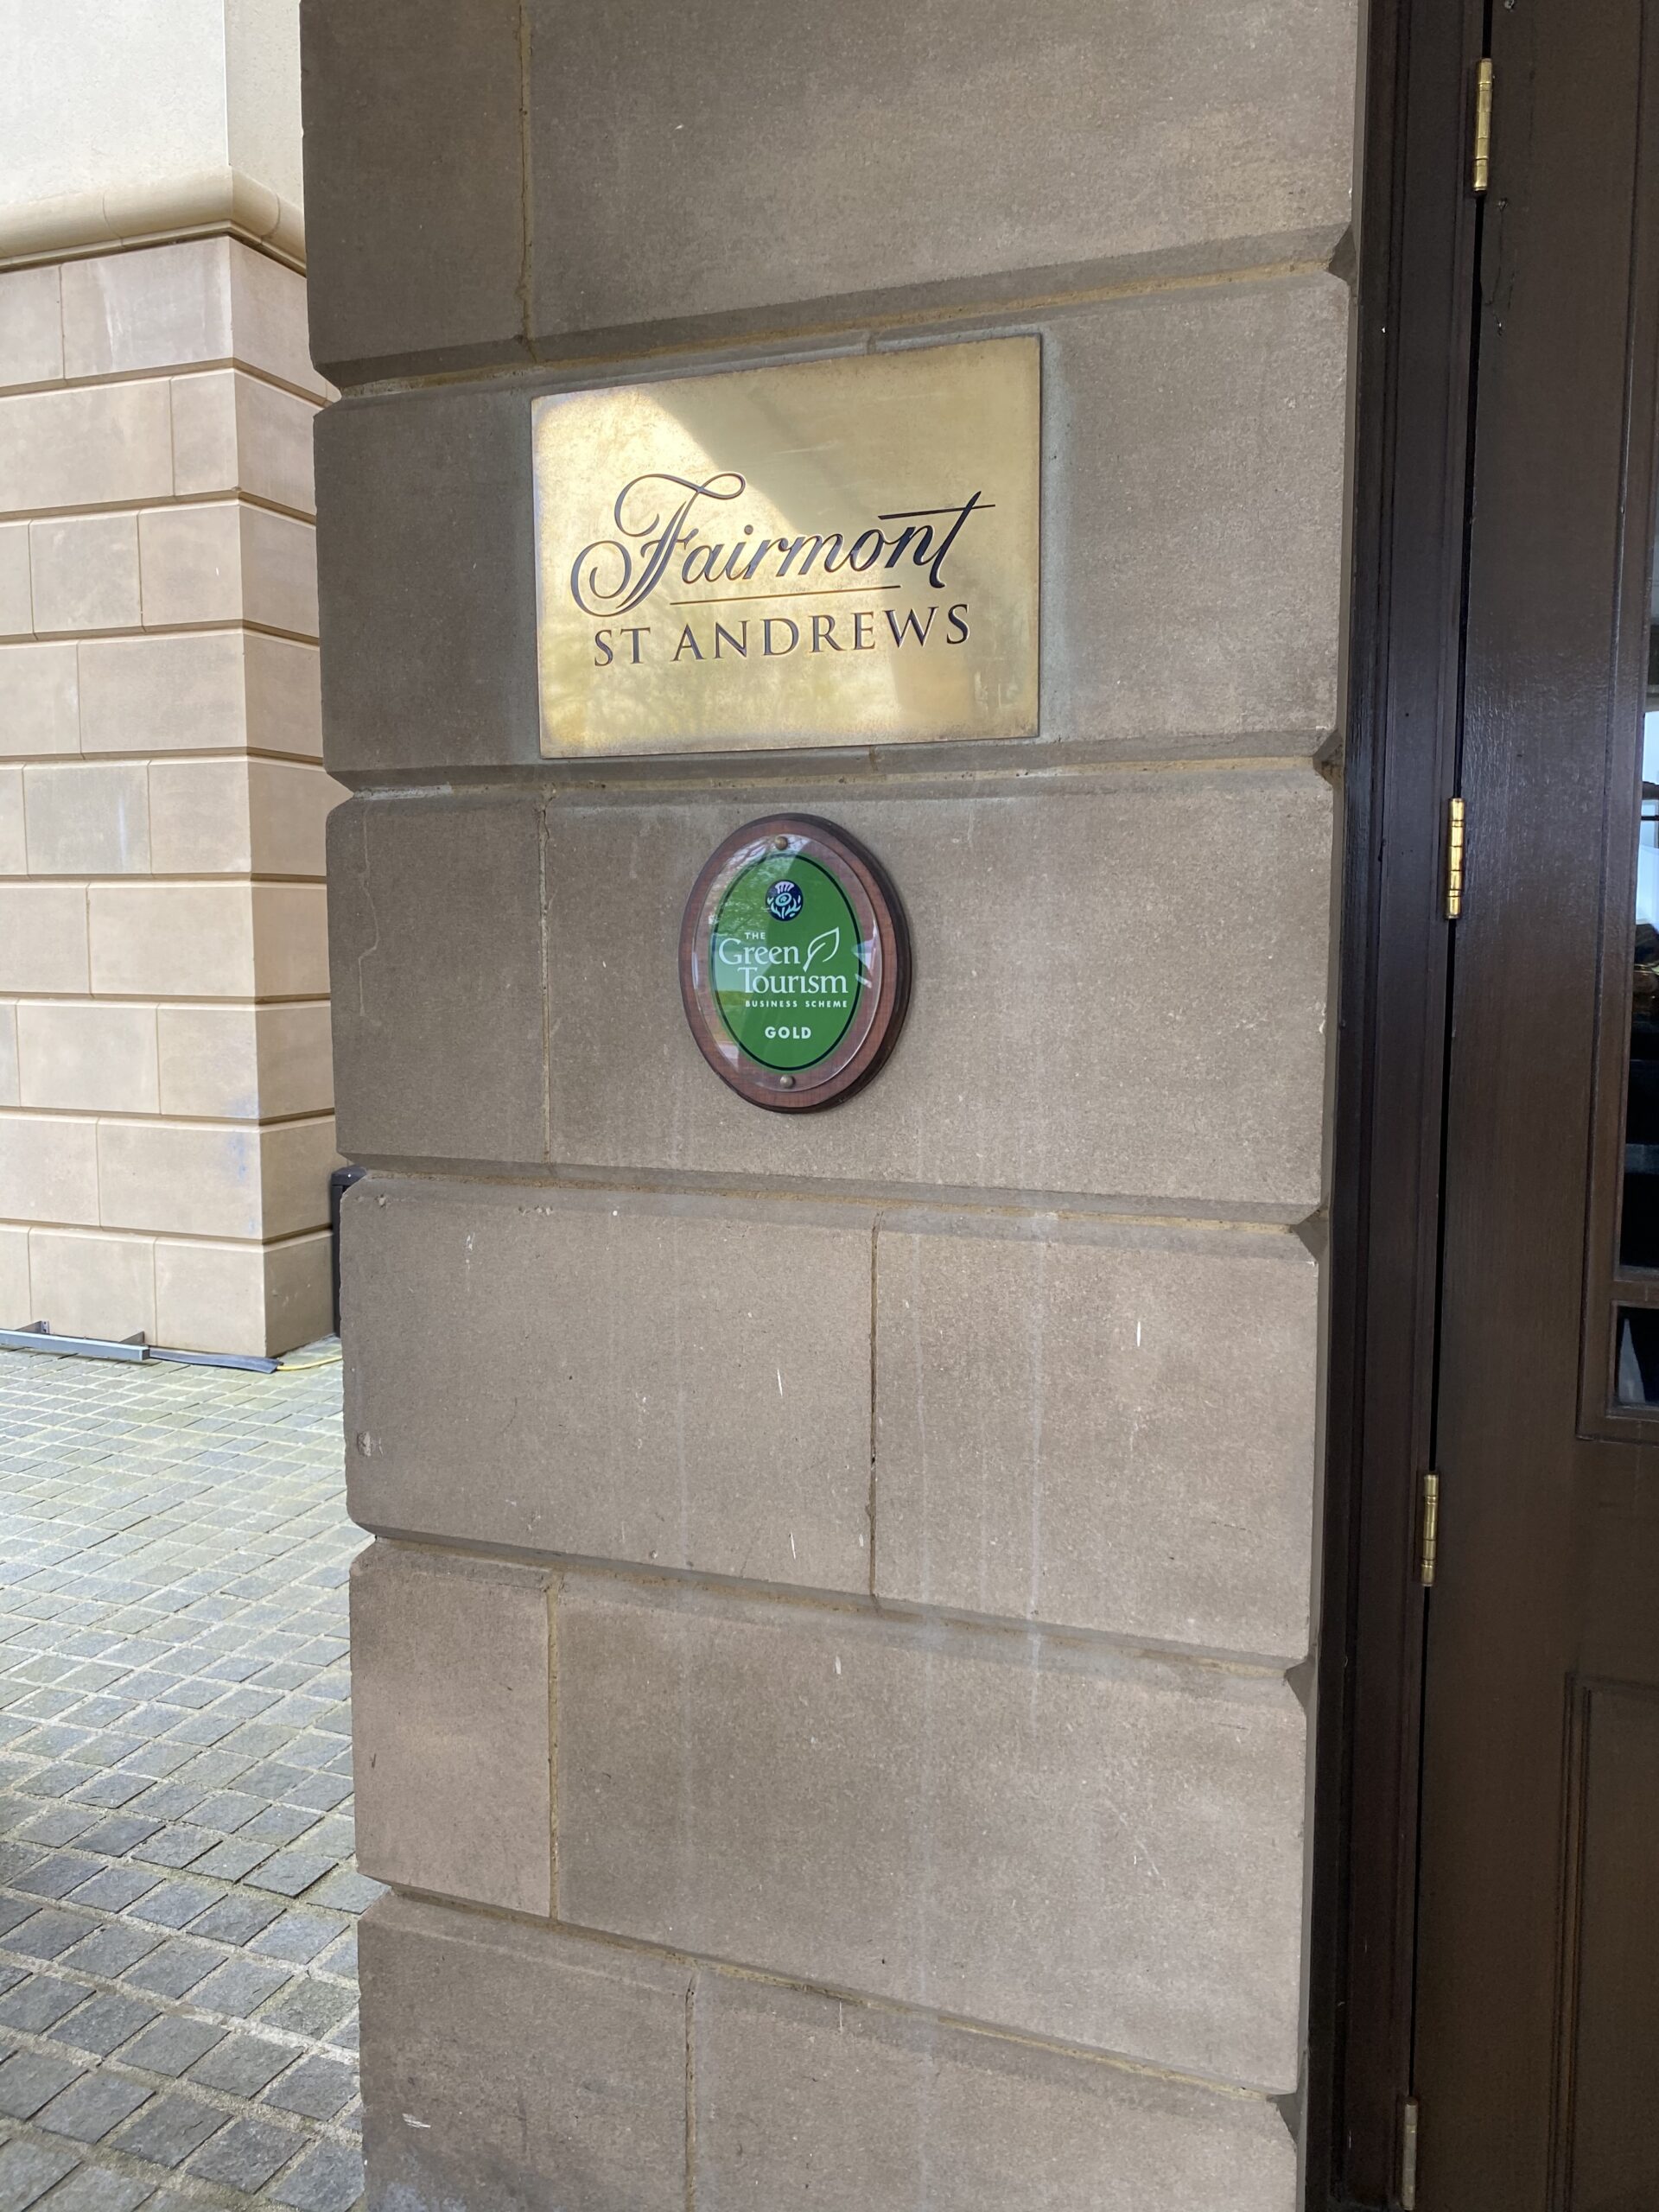 Fairmont
ST ANDREWS
THE
Green
Tourism
BUSINESS SCHEME
GOLD